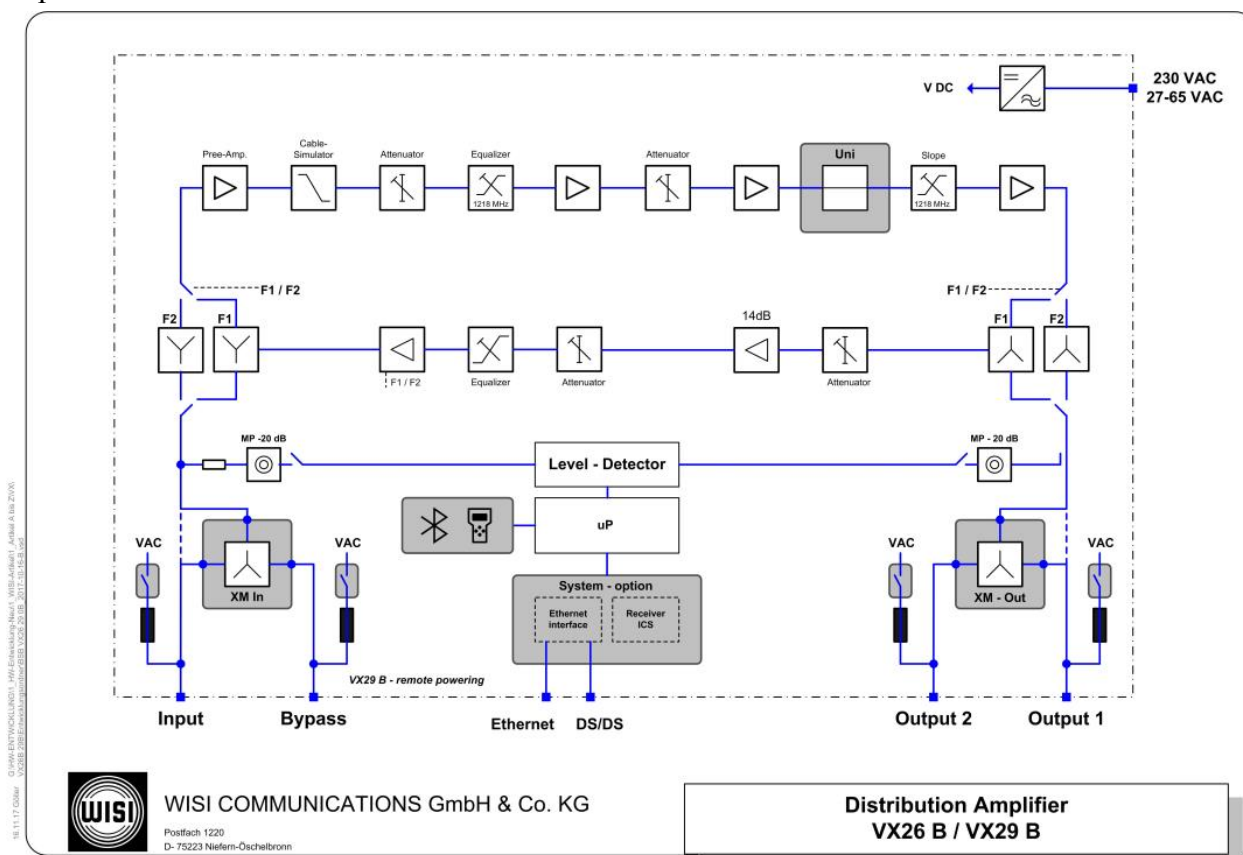 V DC
230 VAC
27-65 VAC
Pree-Amp.
Cable-
Simulator
Attenuator
Equalizer
1218 MHz
Attenuator
Uni
Slope
1218 MHz
F1 / F2
F1 / F2
F2
F1
F1 / F2
Equalizer
Attenuator
14dB
Attenuator
F1
F2
MP -20 dB
Level - Detector
MP - 20 dB
uP
VAC
XM In
VAC
System - option
Ethernet
interface
Receiver
ICS
VAC
XM - Out
VAC
VX29 B - remote powering
Input
Bypass
Ethernet
DS/DS
Output 2
Output 1
WISI
WISI COMMUNICATIONS GmbH & Co. KG
Postfach 1220
D- 75223 Niefern-Öschelbronn
Distribution Amplifier
VX26 B / VX29 B